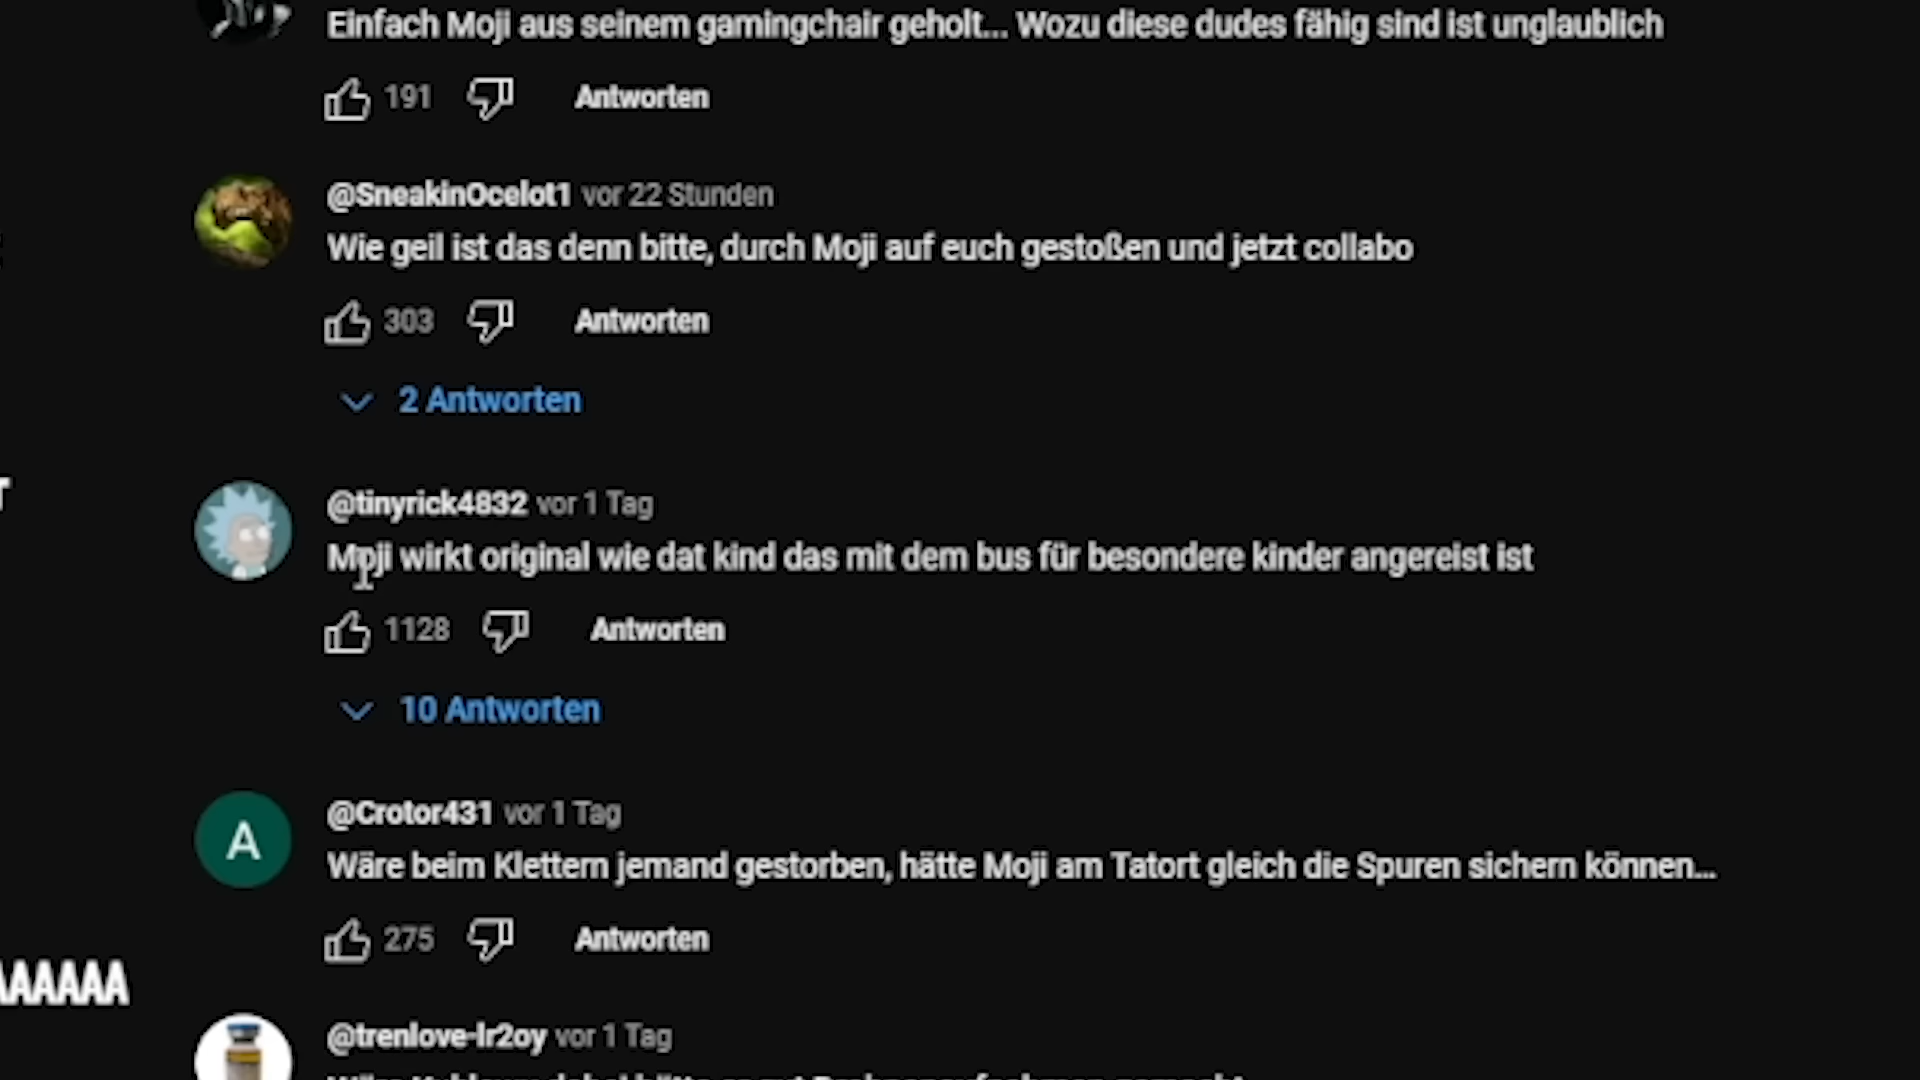 Einfach Moji aus seinem gamingchair geholt... Wozu diese dudes fähig sind ist unglaublich
191 Antworten
@SneakinOcelot1 vor 22 Stunden
Wie geil ist das denn bitte, durch Moji auf euch gestoßen und jetzt collabo
303 Antworten
2 Antworten
@tinyrick4832 vor 1 Tag
Moji wirkt original wie dat kind das mit dem bus für besondere kinder angereist ist
1128 Antworten
10 Antworten
A
@Crotor431 vor 1 Tag
Wäre beim Klettern jemand gestorben, hätte Moji am Tatort gleich die Spuren sichern können...
275 Antworten
AAAAAA
@trenlove-lr2oy vor 1 Tag